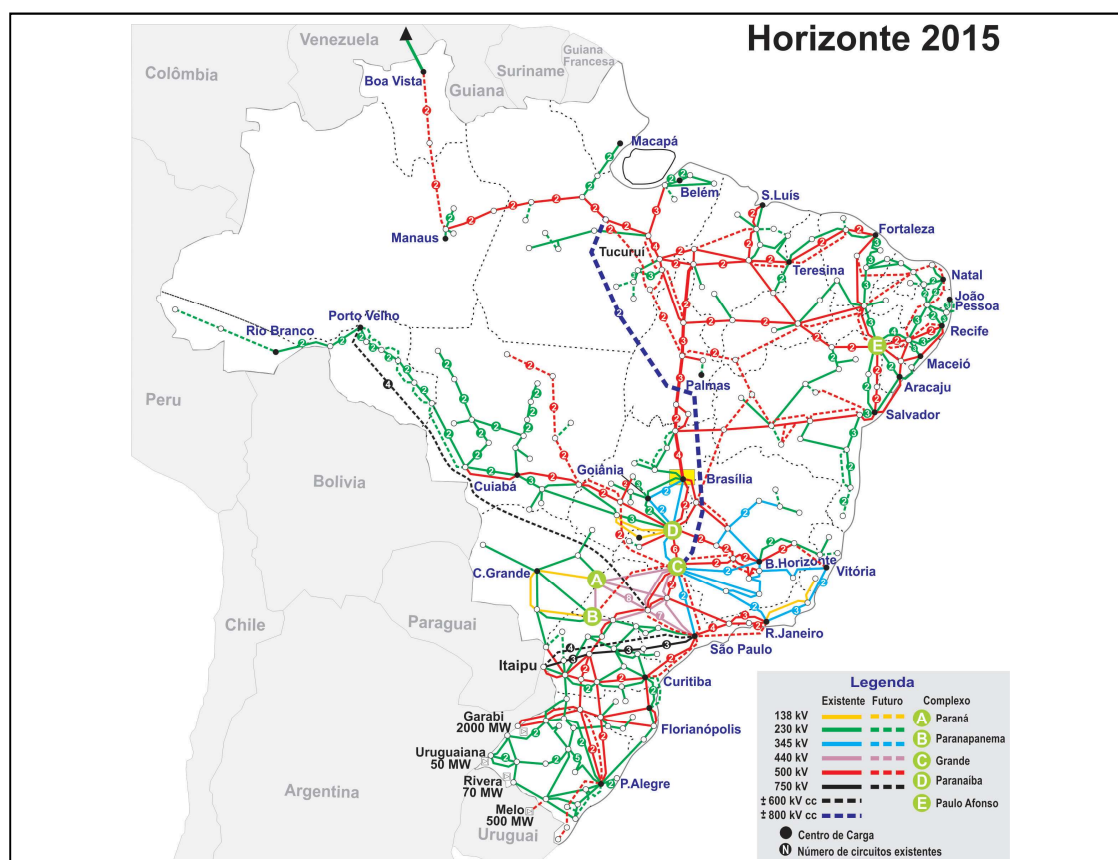 Horizonte 2015
Venezuela
Guiana
Francesa
Colômbia
Suriname
Boa Vista
Guiana
Macapá
Belém
S.Luís
Manaus
Fortaleza
Tucuruí
Teresina
Natal
João
Pessoa
Porto Velho
Rio Branco
Recife
E
Maceió
Palmas
Aracaju
Peru
Salvador
Goiânia
Brasília
Cuiabá
Bolivia
D
B.Horizonte
C
Vitória
C.Grande
A
B
Paraguai
R.Janeiro
Chile
São Paulo
Itaipu
Curitiba
Garabi
2000 MW
Florianópolis
Uruguaiana
50 MW
Rivera
70 MW
P.Alegre
Argentina
Melo
500 MW
Uruguai
Legenda
Existente Futuro Complexo
138 kV A Paraná
230 kV B Paranapanema
345 kV
440 kV C Grande
500 kV D Paranaíba
750 kV
±600 kV cc E Paulo Afonso
±800 kV cc
Centro de Carga
N Número de circuitos existentes